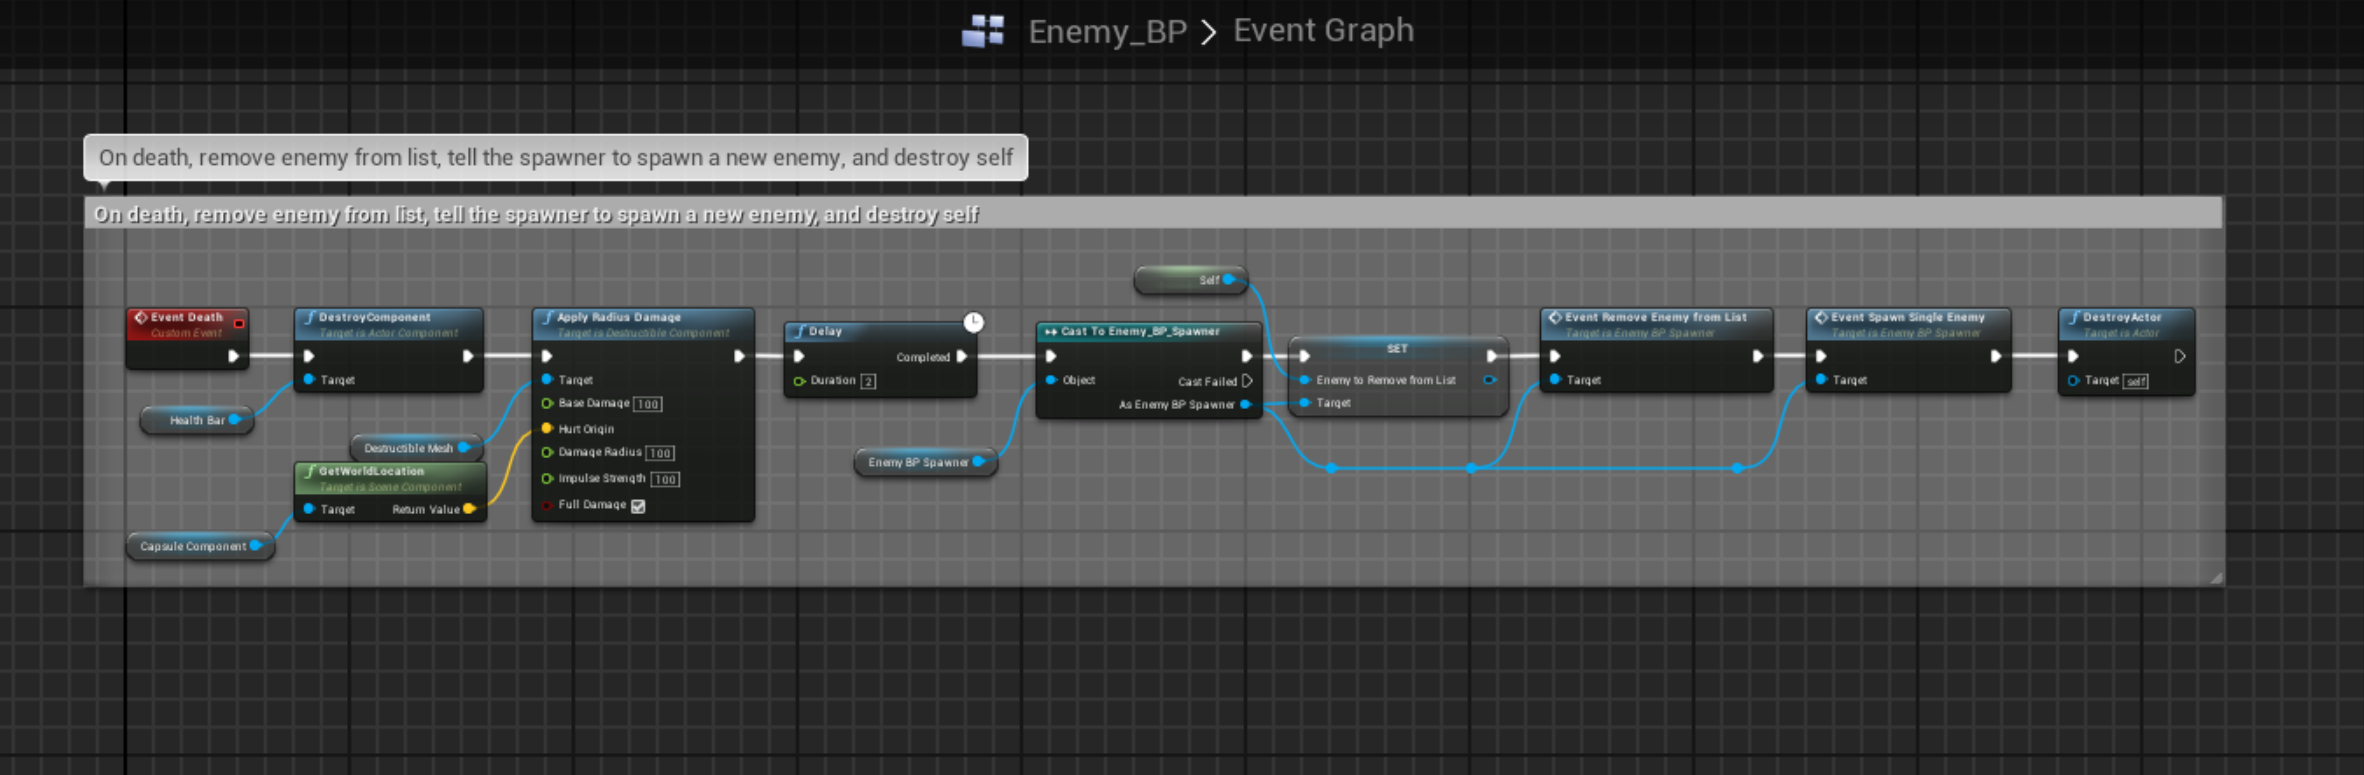 Enemy_BP > Event Graph
On death, remove enemy from list, tell the spawner to spawn a new enemy, and destroy self
On death, remove enemy from list, tell the spawner to spawn a new enemy, and destroy self
Self
Event Death
Custom Event
Health Bar
DestroyComponent
Target is Actor Component
Target
Destructible Mesh
GetWorldLocation
Target is Scene Component
Target
Return Value
Capsule Component
Apply Radius Damage
Target is Destructible Component
Target
Base Damage 100
Hurt Origin
Damage Radius 100
Impulse Strength 100
Full Damage
Delay
Completed
Duration 2
Enemy BP Spawner
Cast To Enemy_BP_Spawner
Object
Cast Failed
As Enemy BP Spawner
SET
Enemy to Remove from List
Target
Event Remove Enemy from List
Target is Enemy BP Spawner
Target
Event Spawn Single Enemy
Target is Enemy BP Spawner
Target
DestroyActor
Target is Actor
Target self